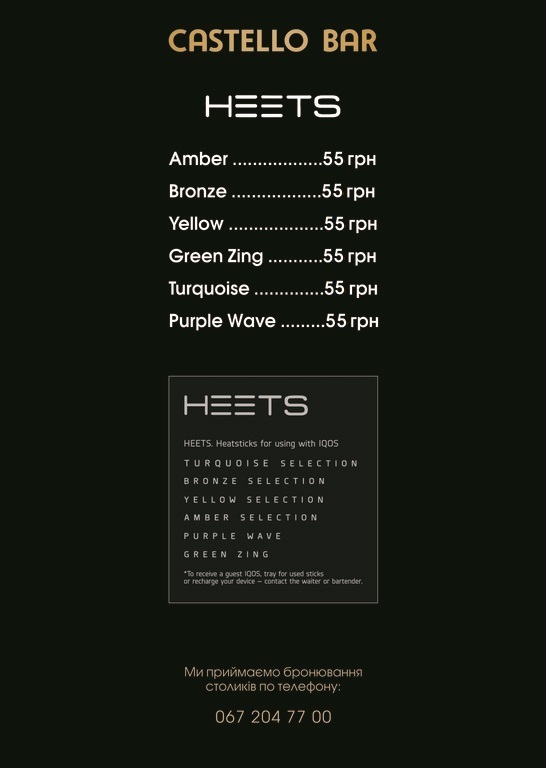 CASTELLO BAR
HEETS
Amber ..................55 грн
Bronze ..................55 грн
Yellow ...................55 грн
Green Zing ...........55 грн
Turquoise ..............55 грн
Purple Wave .........55 грн
HEETS
HEETS. Heatsticks for using with IQOS
TURQUOISE SELECTION
BRONZE SELECTION
YELLOW SELECTION
AMBER SELECTION
PURPLE WAVE
GREEN ZING
*To receive a guest IQOS, tray for used sticks
or recharge your device – contact the waiter or bartender.
Ми приймаємо бронювання
столиків по телефону:
067 204 77 00